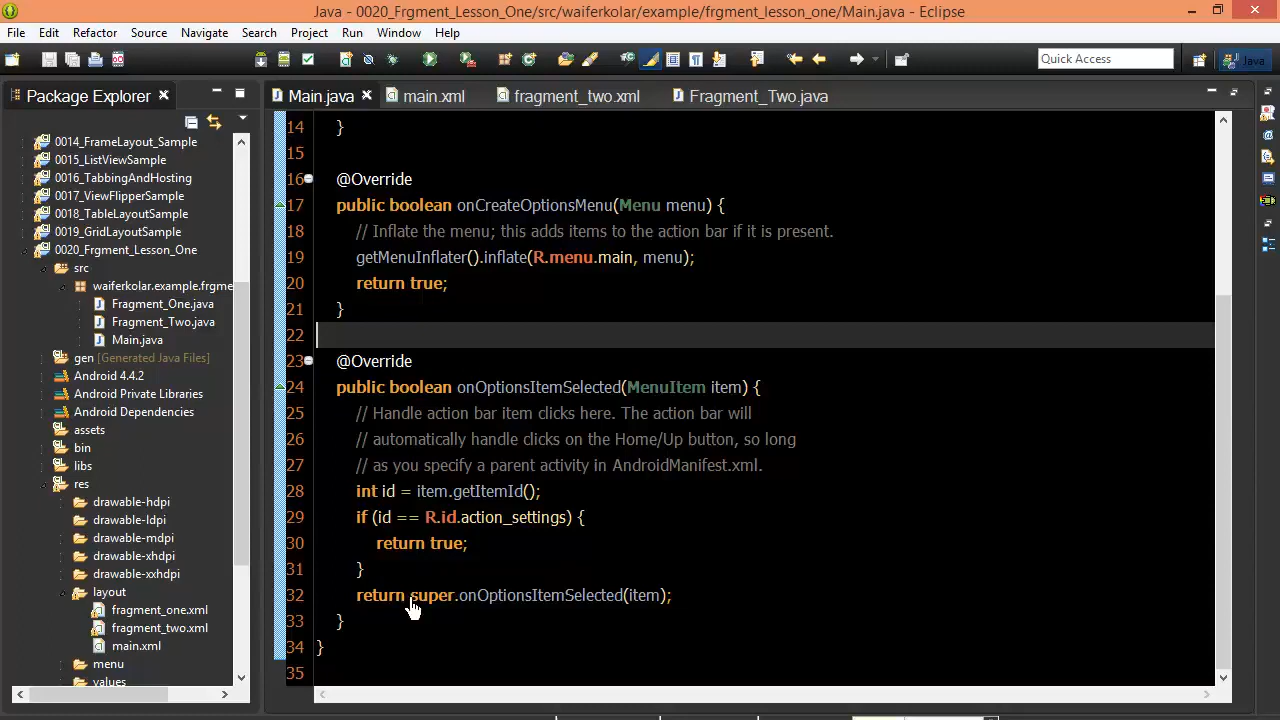 Java - 0020_Frgment_Lesson_One/src/waiferkolar/example/frgment_lesson_one/Main.java - Eclipse
File Edit Refactor Source Navigate Search Project Run Window Help
Quick Access
Java
Package Explorer
Main.java main.xml fragment_two.xml Fragment_Two.java
0014_FrameLayout_Sample
0015_ListViewSample
0016_TabbingAndHosting
0017_ViewFlipperSample
0018_TableLayoutSample
0019_GridLayoutSample
0020_Frgment_Lesson_One
src
waiferkolar.example.frgme
Fragment_One.java
Fragment_Two.java
Main.java
gen [Generated Java Files]
Android 4.4.2
Android Private Libraries
Android Dependencies
assets
bin
libs
res
drawable-hdpi
drawable-ldpi
drawable-mdpi
drawable-xhdpi
drawable-xxhdpi
layout
fragment_one.xml
fragment_two.xml
main.xml
menu
values
14 }
15
16 @Override
17 public boolean onCreateOptionsMenu(Menu menu) {
18 // Inflate the menu; this adds items to the action bar if it is present.
19 getMenuInflater().inflate(R.menu.main, menu);
20 return true;
21 }
22
23 @Override
24 public boolean onOptionsItemSelected(MenuItem item) {
25 // Handle action bar item clicks here. The action bar will
26 // automatically handle clicks on the Home/Up button, so long
27 // as you specify a parent activity in AndroidManifest.xml.
28 int id = item.getItemId();
29 if (id == R.id.action_settings) {
30 return true;
31 }
32 return super.onOptionsItemSelected(item);
33 }
34 }
35